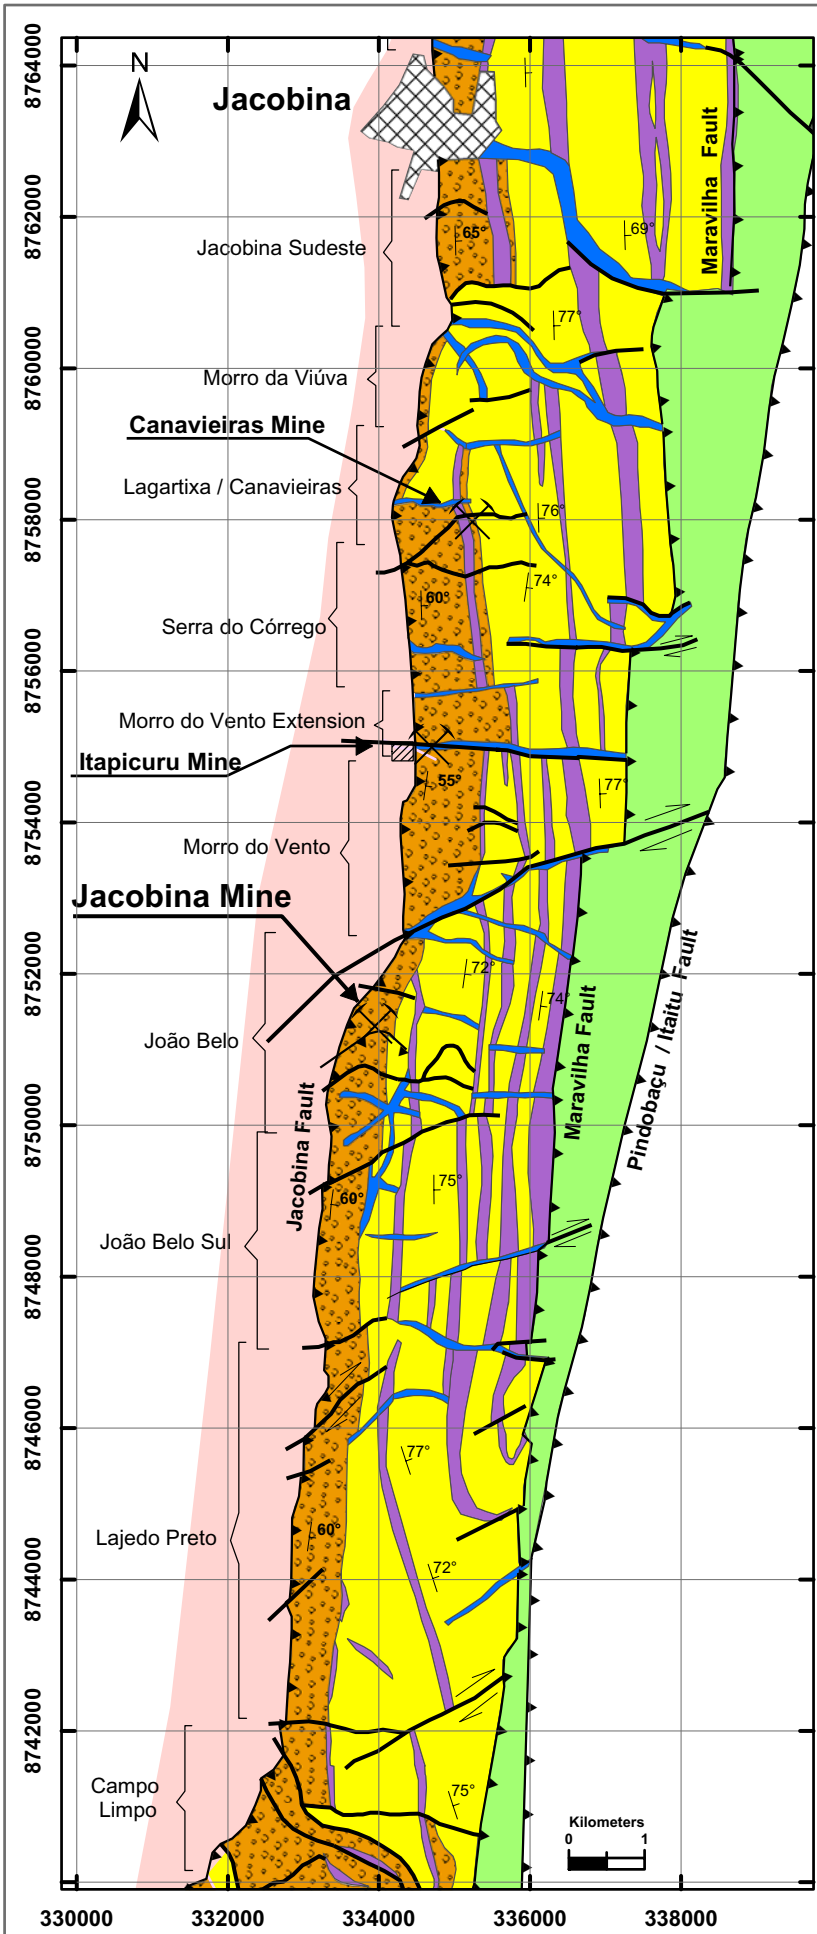 8764000
N
Jacobina
Maravilha Fault
8762000
65°
69°
Jacobina Sudeste
77°
8760000
Morro da Viúva
Canavieiras Mine
Lagartixa / Canavieiras
8758000
76°
74°
60°
Serra do Córrego
8756000
Morro do Vento Extension
Itapicuru Mine
55°
77°
8754000
Morro do Vento
Jacobina Mine
8752000
72°
74°
João Belo
Maravilha Fault
Pindobaçu / Itaitu Fault
8750000
Jacobina Fault
75°
60°
João Belo Sul
8748000
8746000
77°
Lajedo Preto
60°
8744000
72°
8742000
Campo
Limpo
75°
Kilometers
0 1
330000 332000 334000 336000 338000